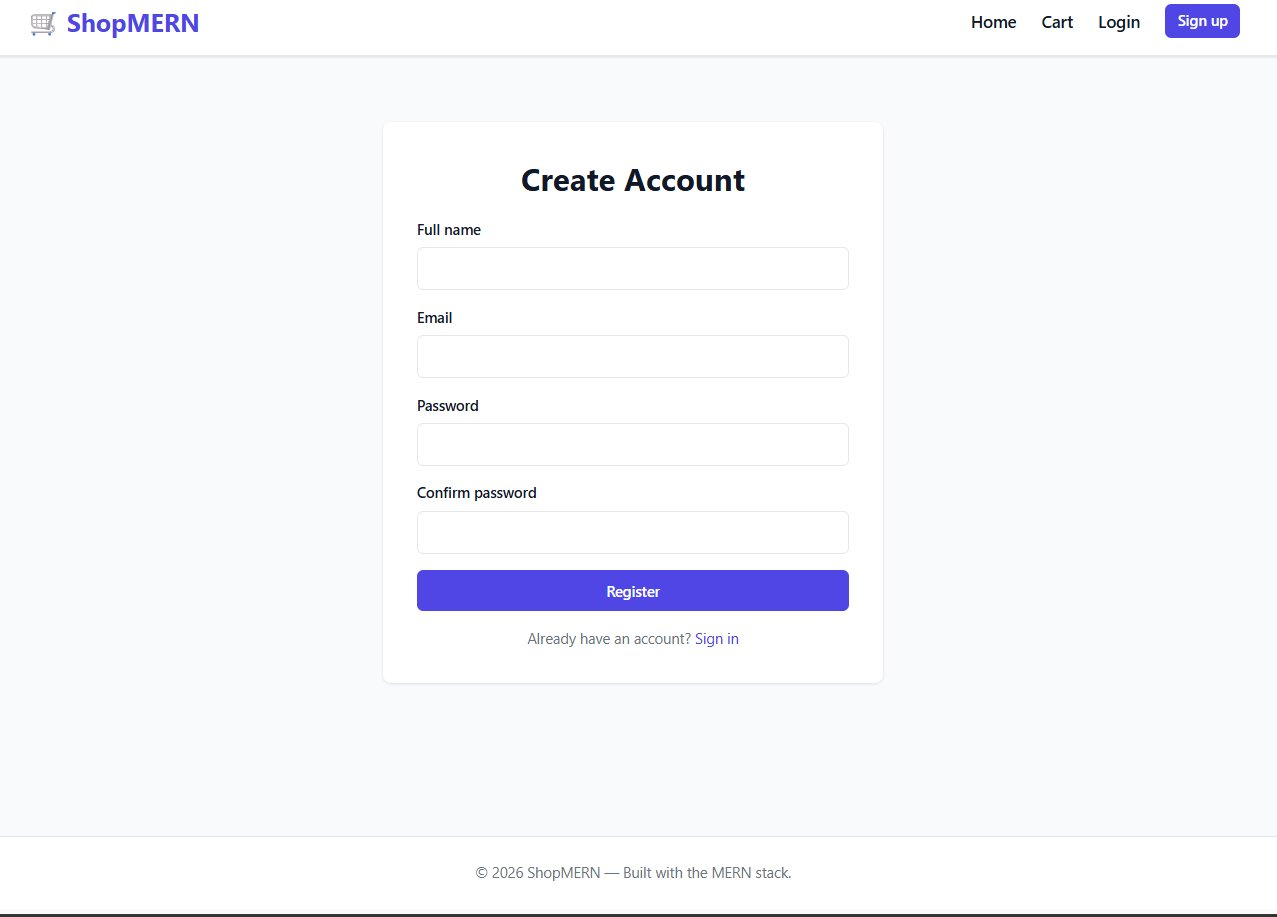 ShopMERN
Home Cart Login Sign up
Create Account
Full name
Email
Password
Confirm password
Register
Already have an account? Sign in
© 2026 ShopMERN — Built with the MERN stack.